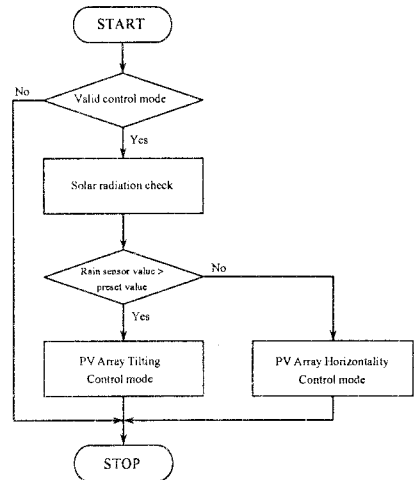 START
No
Valid control mode
Yes
Solar radiation check
Rain sensor value >
preset value
No
Yes
PV Array Tilting
Control mode
PV Array Horizontality
Control mode
STOP